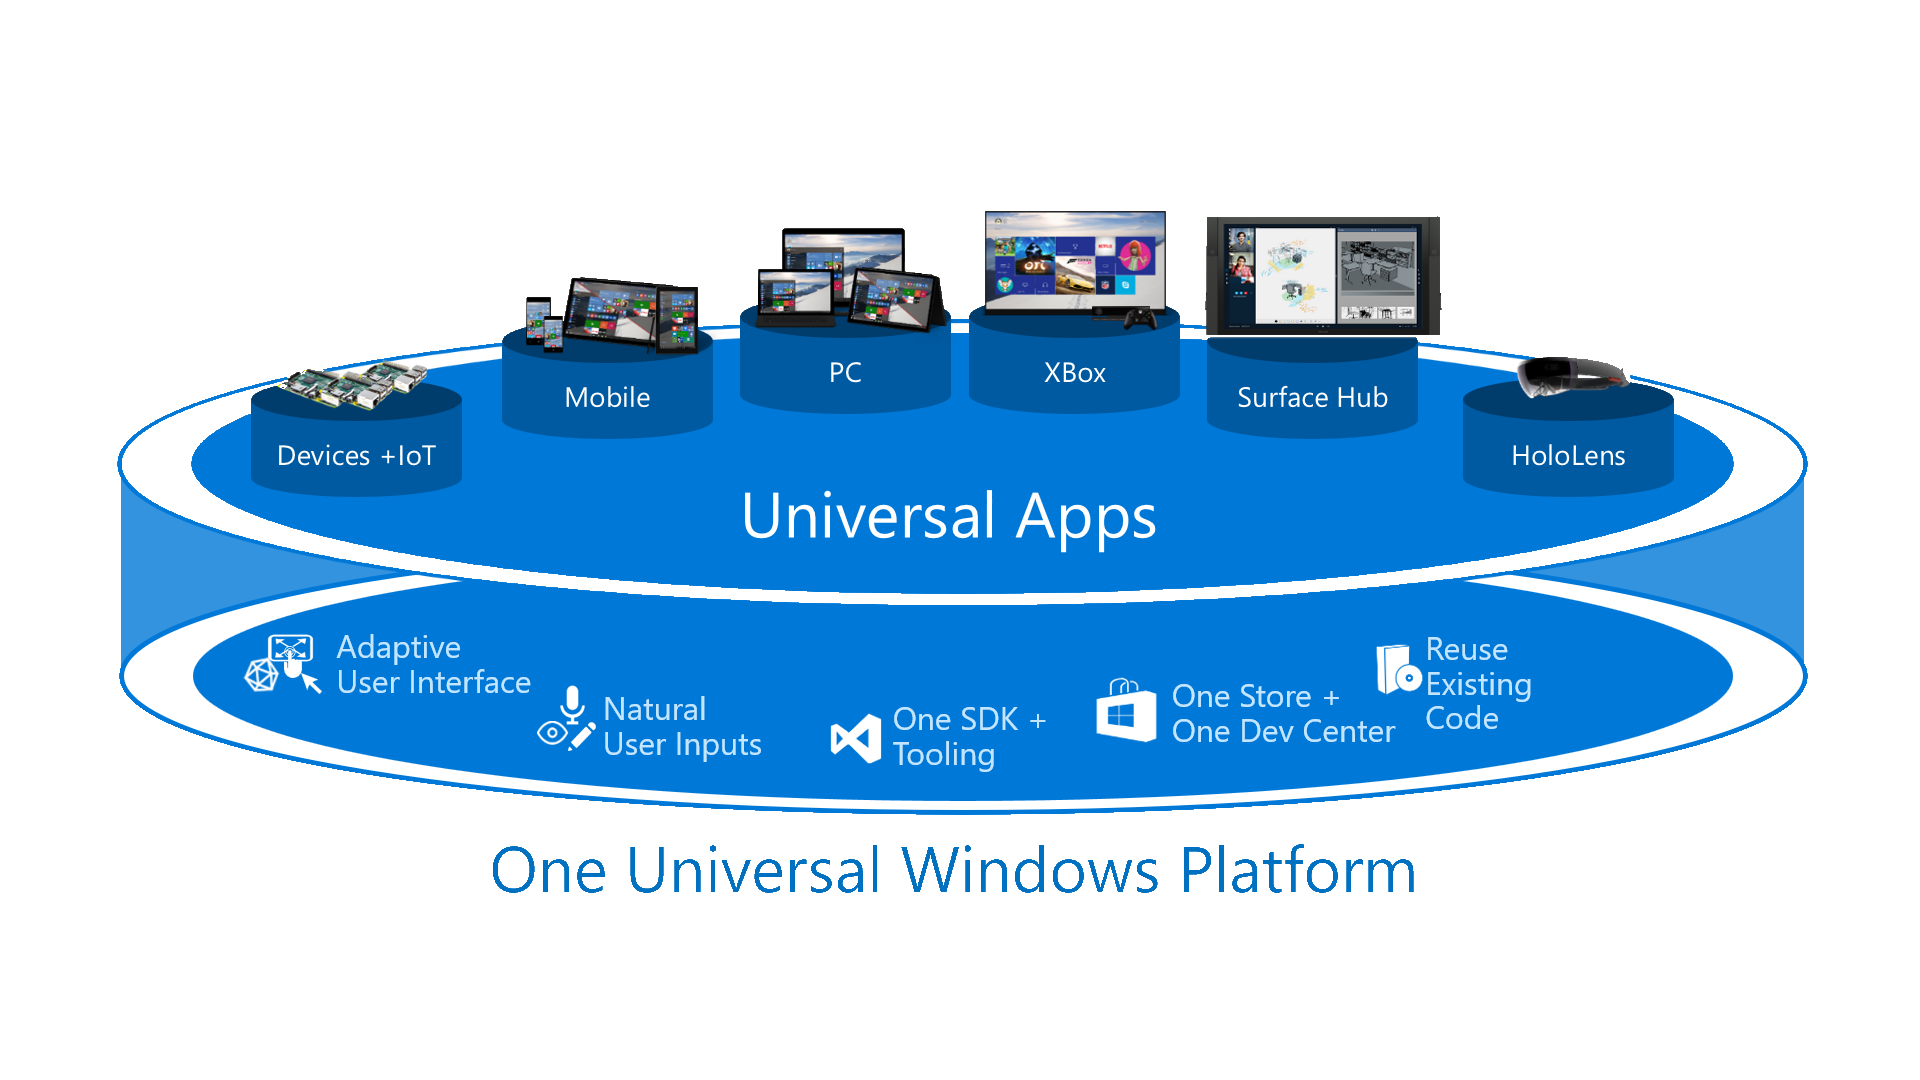 Devices +IoT
Mobile
PC
XBox
Surface Hub
HoloLens
Universal Apps
Adaptive
User Interface
Natural
User Inputs
One SDK +
Tooling
One Store +
One Dev Center
Reuse
Existing
Code
One Universal Windows Platform